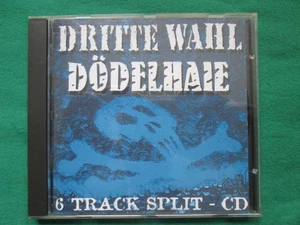 DRITTE WAHL
DÖDELHAIE
6 TRACK SPLIT - CD